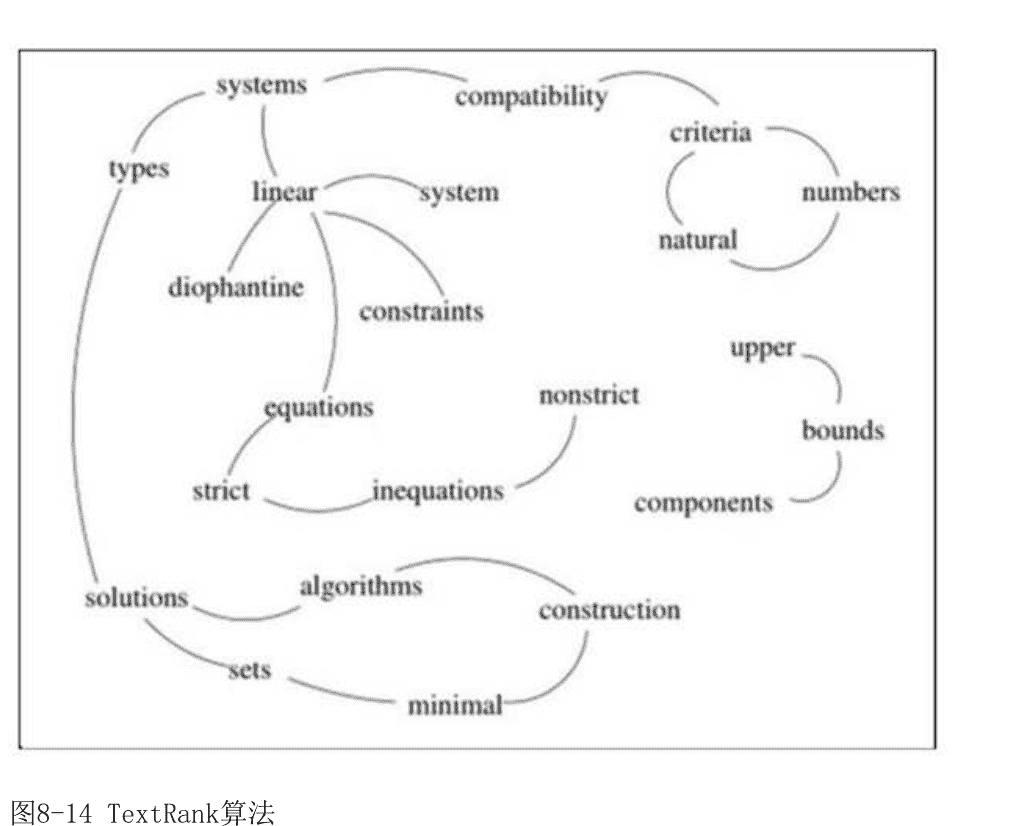 systems
compatibility
criteria
types
linear
system
numbers
natural
diophantine
constraints
upper
nonstrict
equations
bounds
strict
inequations
components
algorithms
solutions
construction
sets
minimal
图8-14 TextRank算法